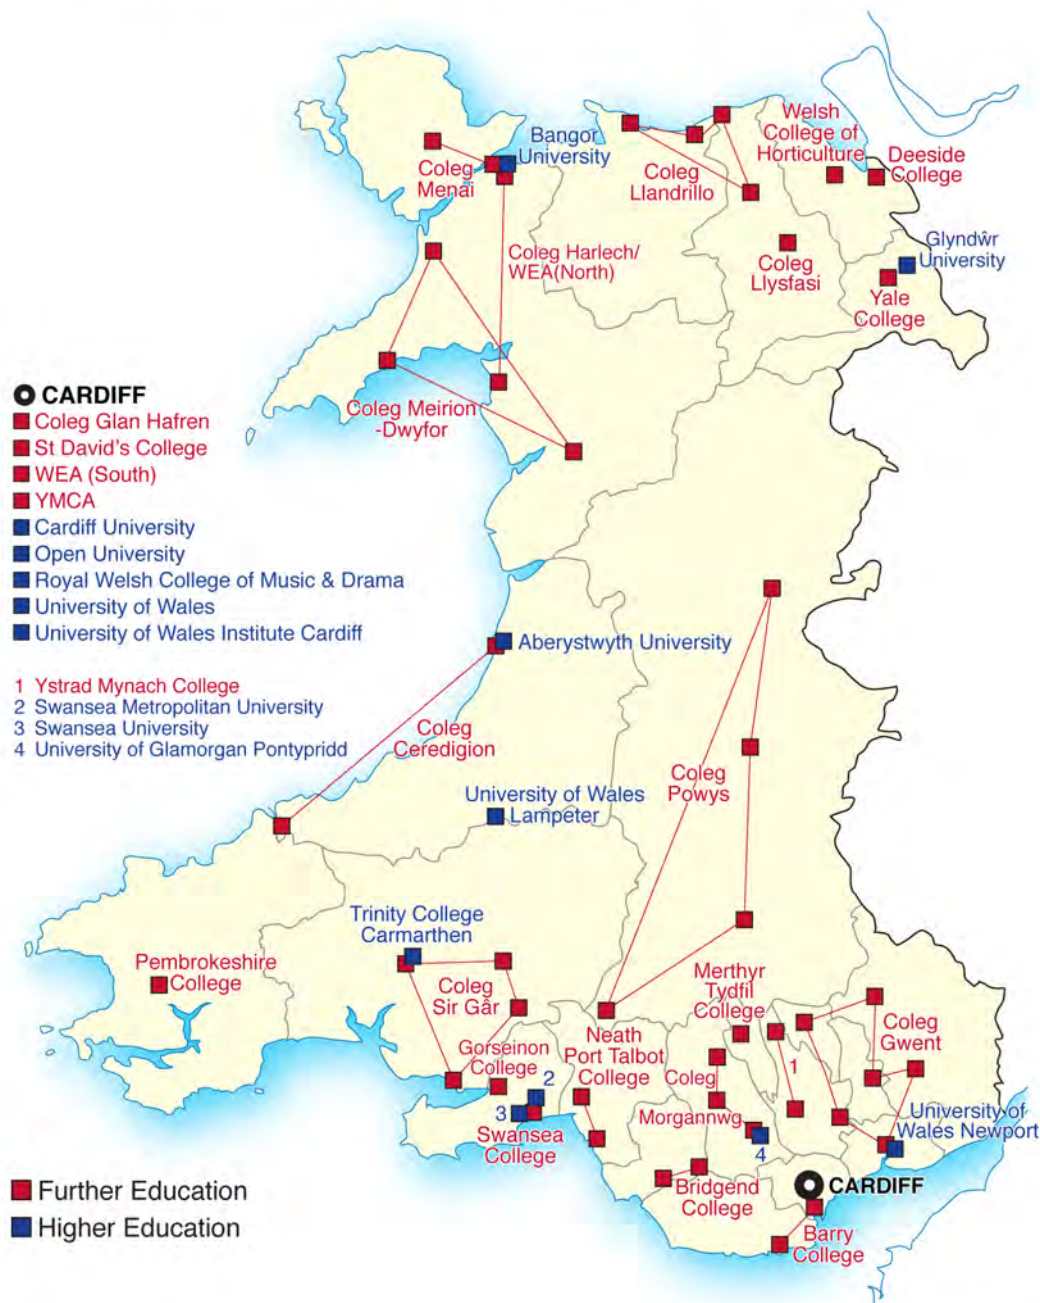 Bangor
University
Welsh
College of
Horticulture
Deeside
College
Coleg
Menai
Coleg
Llandrillo
Coleg Harlech/
WEA(North)
Coleg
Llysfasi
Glyndŵr
University
Yale
College
Coleg Meirion
-Dwyfor
CARDIFF
Coleg Glan Hafren
St David's College
WEA (South)
YMCA
Cardiff University
Open University
Royal Welsh College of Music & Drama
University of Wales
University of Wales Institute Cardiff
1 Ystrad Mynach College
2 Swansea Metropolitan University
3 Swansea University
4 University of Glamorgan Pontypridd
Aberystwyth University
Coleg
Ceredigion
Coleg
Powys
University of Wales
Lampeter
Trinity College
Carmarthen
Pembrokeshire
College
Coleg
Sir Gâr
Merthyr
Tydfil
College
Neath
Port Talbot
College
Coleg
Gwent
Gorseinon
College
Coleg
Morgannwg
1
2
3
Swansea
College
4
University of
Wales Newport
Bridgend
College
CARDIFF
Barry
College
Further Education
Higher Education